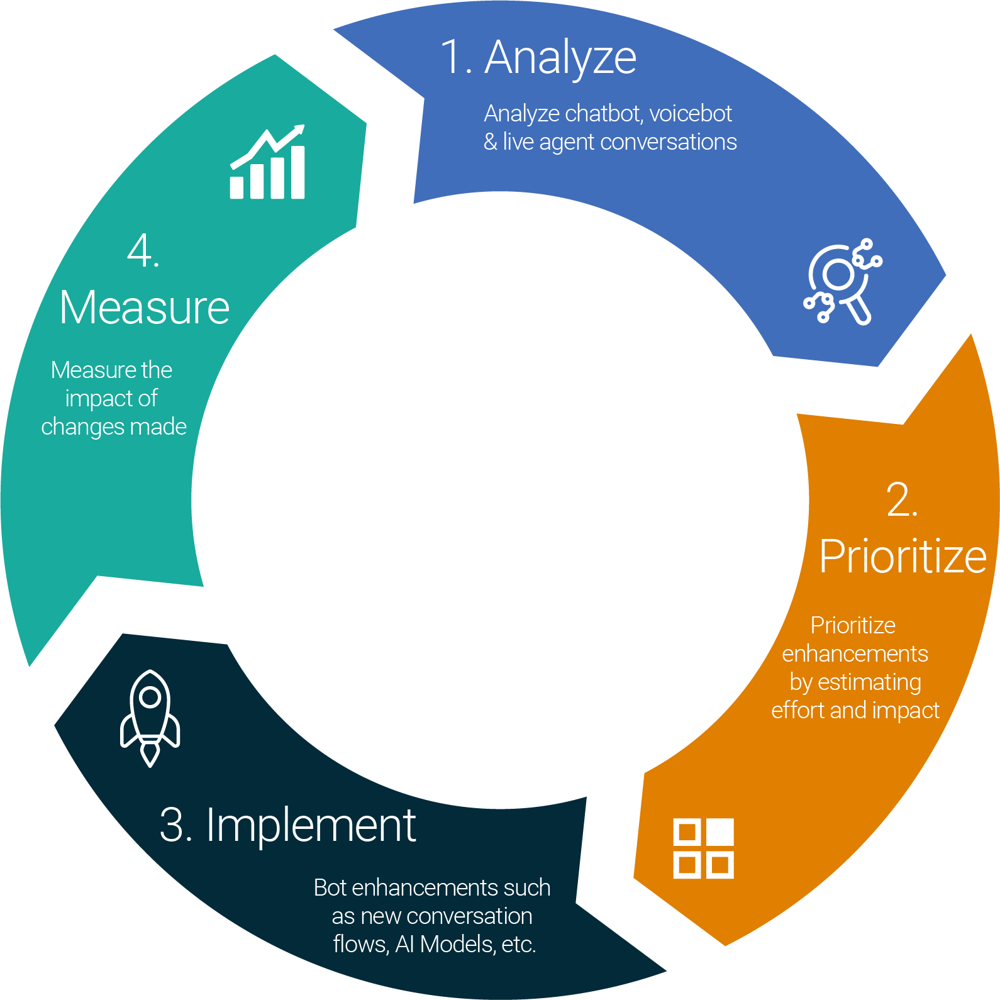 1. Analyze
Analyze chatbot, voicebot
& live agent conversations
2.
Prioritize
Prioritize
enhancements
by estimating
effort and impact
3. Implement
Bot enhancements such
as new conversation
flows, AI Models, etc.
4.
Measure
Measure the
impact of
changes made